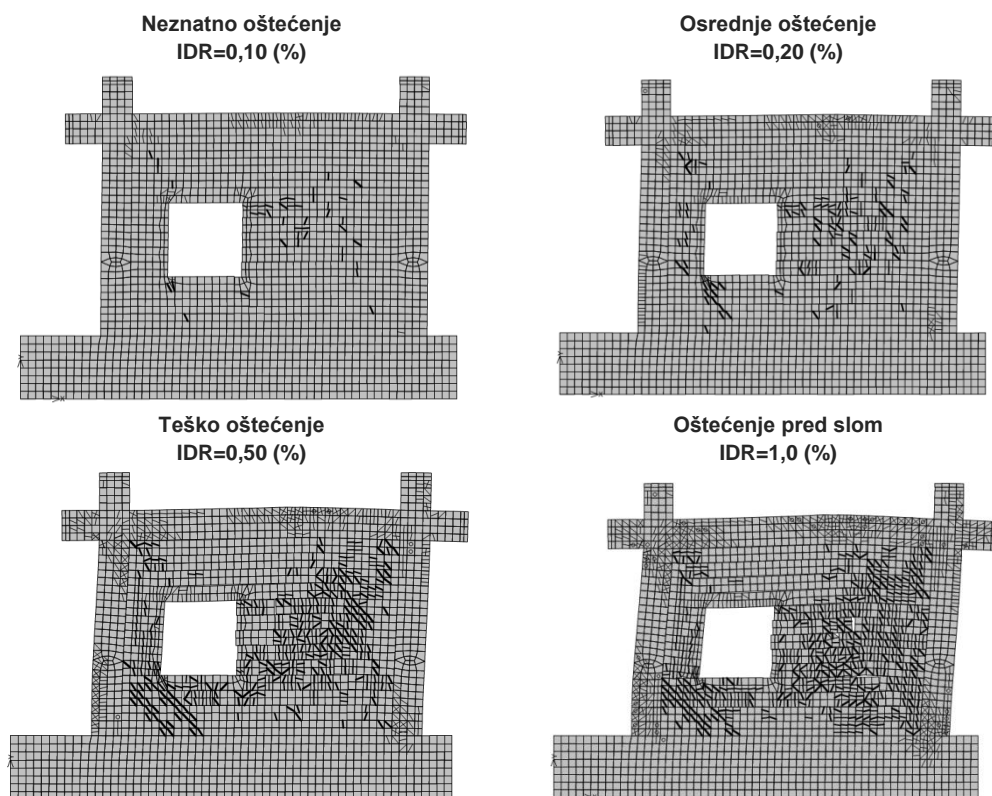 Neznatno oštećenje
IDR=0,10 (%)
Osrednje oštećenje
IDR=0,20 (%)
Teško oštećenje
IDR=0,50 (%)
Oštećenje pred slom
IDR=1,0 (%)